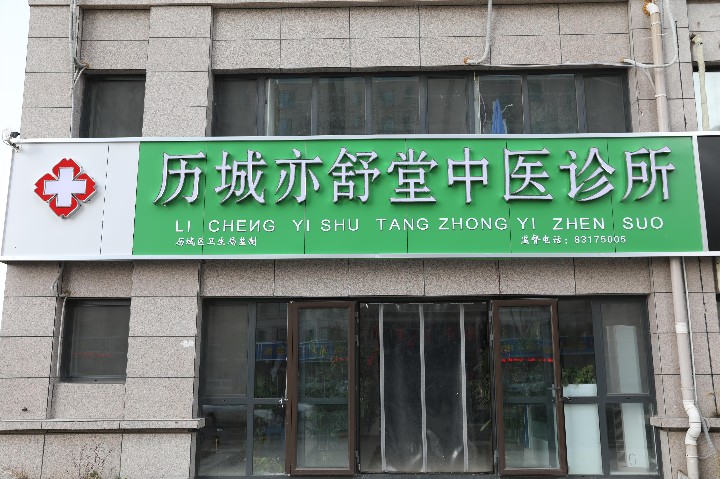 历城亦舒堂中医诊所
LI CHENG YI SHU TANG ZHONG YI ZHEN SUO
历城区卫生局监制 监督电话：83175005